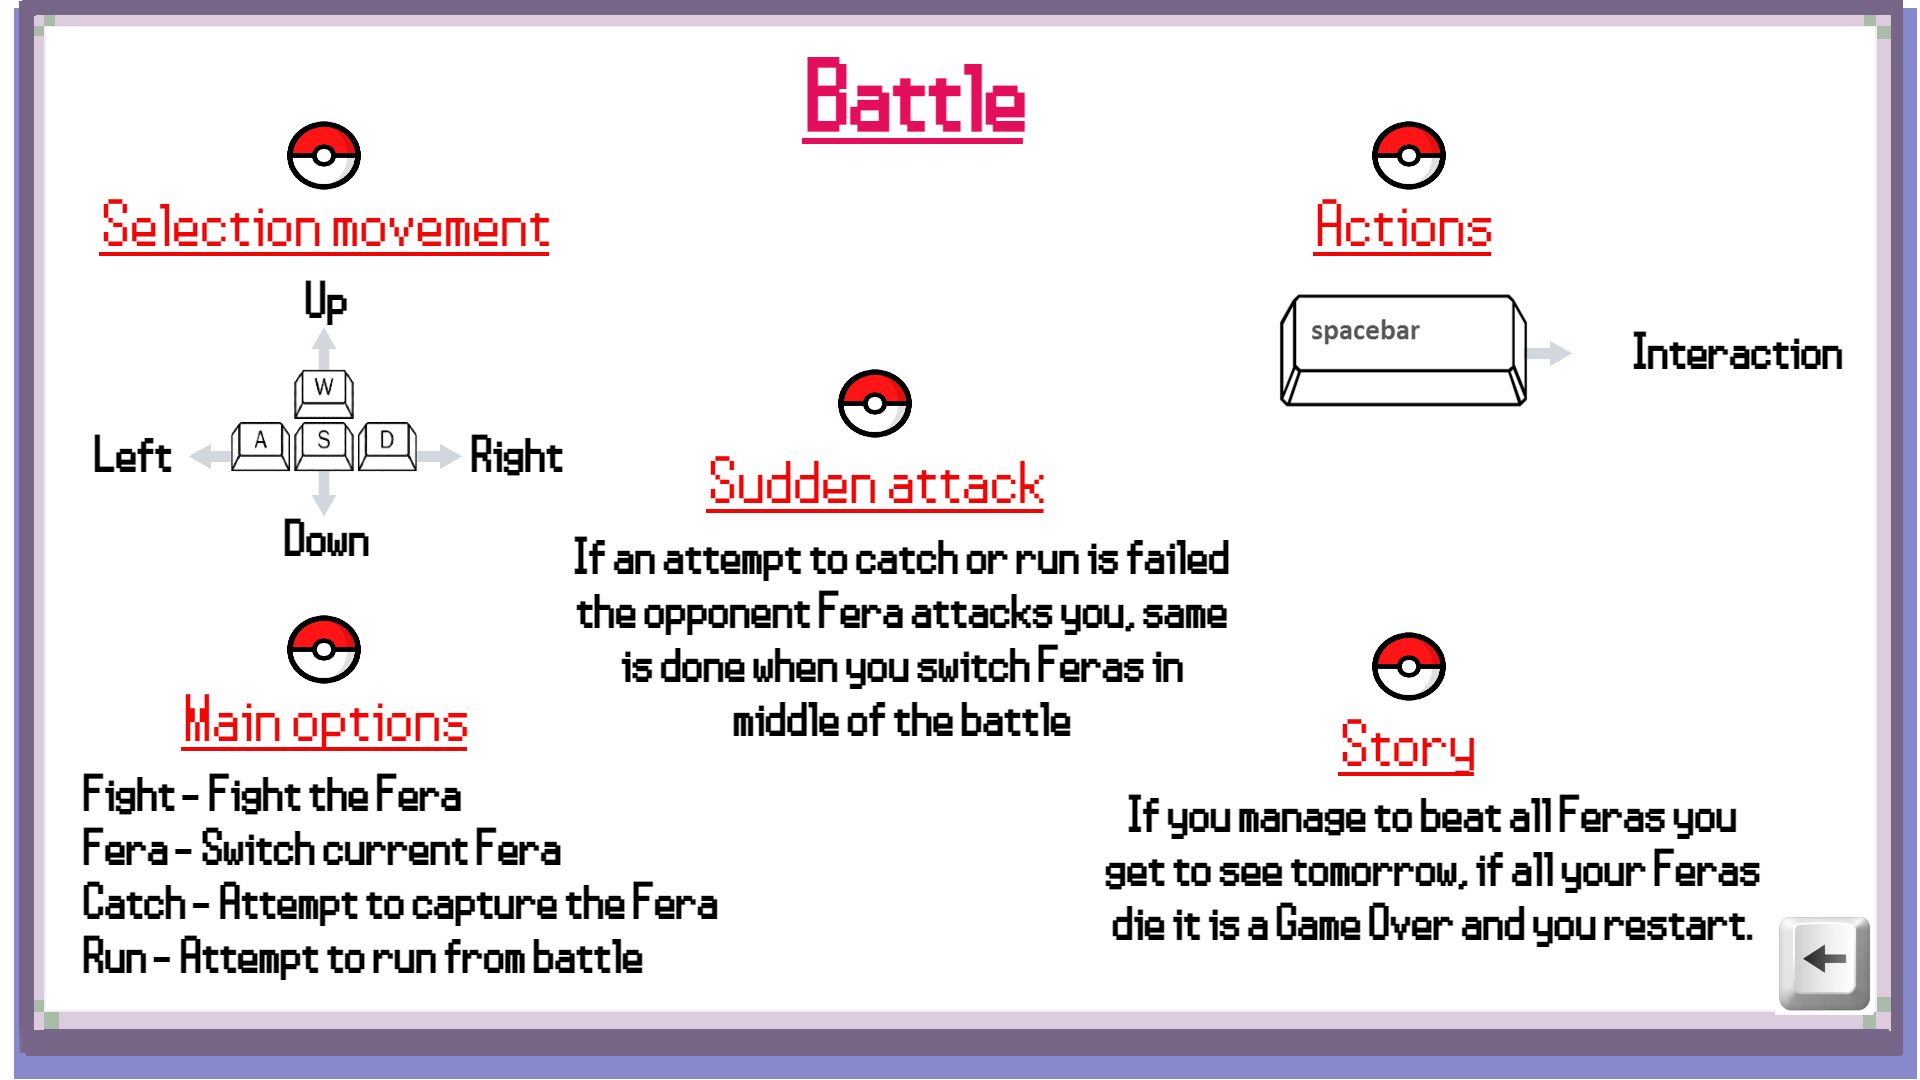 Battle
Selection movement
Up
W
Left
A
S
D
Right
Down
Main options
Fight - Fight the Fera
Fera - Switch current Fera
Catch - Attempt to capture the Fera
Run - Attempt to run from battle
Sudden attack
If an attempt to catch or run is failed
the opponent Fera attacks you, same
is done when you switch Feras in
middle of the battle
Actions
spacebar
Interaction
Story
If you manage to beat all Feras you
get to see tomorrow, if all your Feras
die it is a Game Over and you restart.